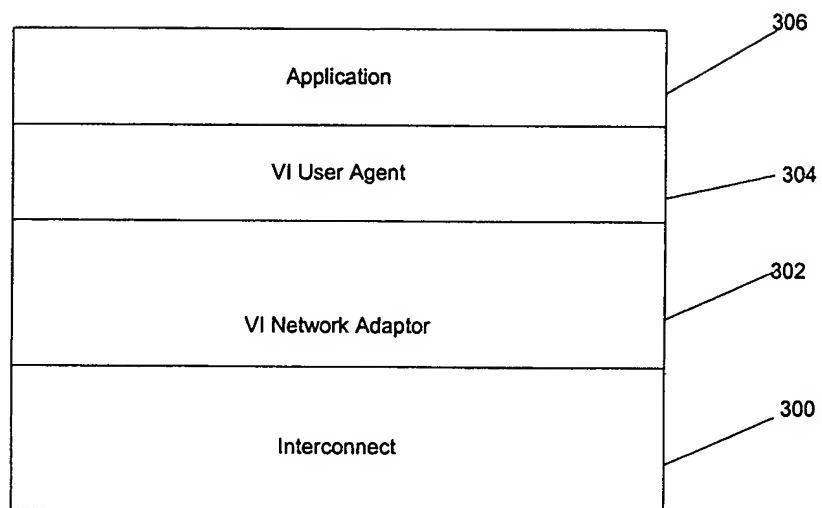 306
Application
VI User Agent
304
302
VI Network Adaptor
300
Interconnect